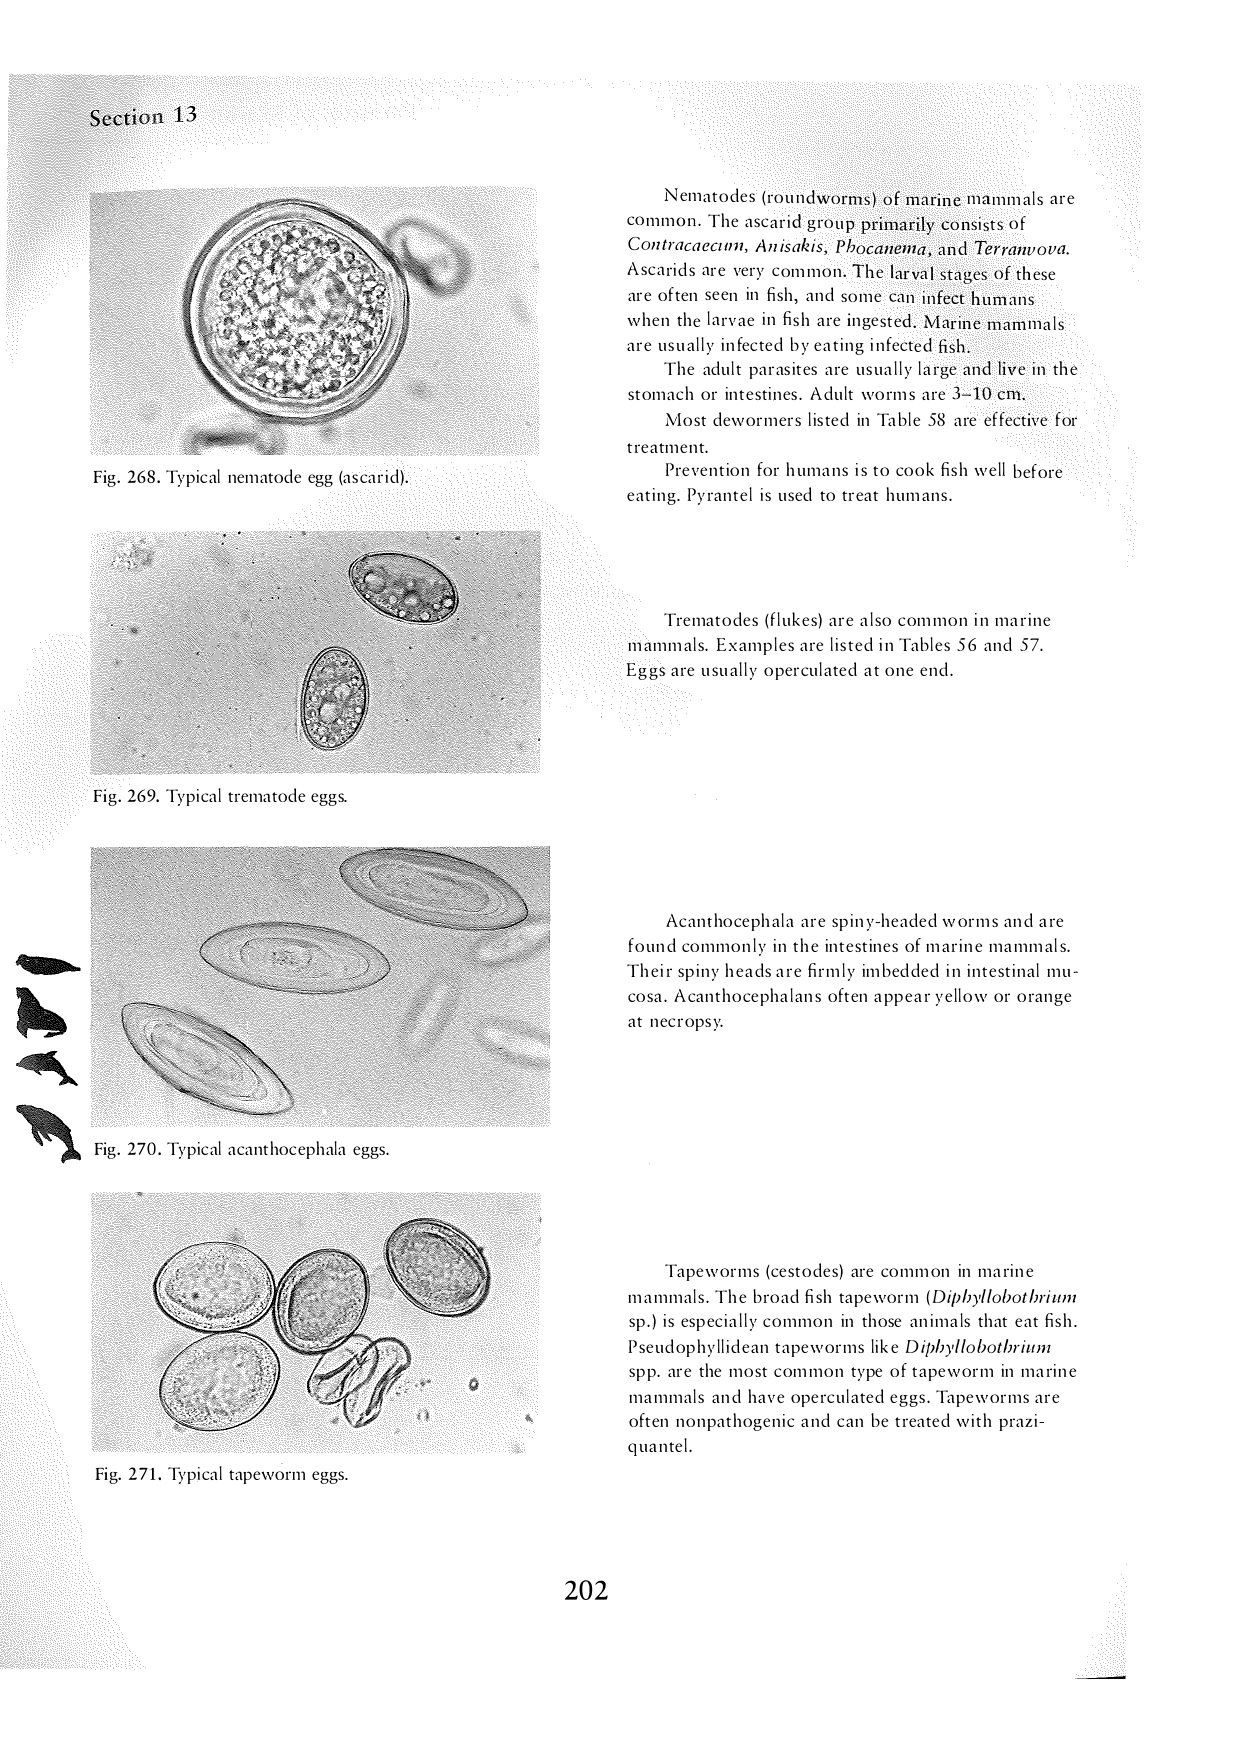 Section 13
Nematodes (roundworms) of marine mammals are
common. The ascarid group primarily consists of
Contracaecum, Anisakis, Phocanema, and Terranvova.
Ascarids are very common. The larval stages of these
are often seen in fish, and some can infect humans
when the larvae in fish are ingested. Marine mammals
are usually infected by eating infected fish.
The adult parasites are usually large and live in the
stomach or intestines. Adult worms are 3–10 cm.
Most dewormers listed in Table 58 are effective for
treatment.
Prevention for humans is to cook fish well before
eating. Pyrantel is used to treat humans.
Fig. 268. Typical nematode egg (ascarid).
Trematodes (flukes) are also common in marine
mammals. Examples are listed in Tables 56 and 57.
Eggs are usually operculated at one end.
Fig. 269. Typical trematode eggs.
Acanthocephala are spiny-headed worms and are
found commonly in the intestines of marine mammals.
Their spiny heads are firmly imbedded in intestinal mu-
cosa. Acanthocephalans often appear yellow or orange
at necropsy.
Fig. 270. Typical acanthocephala eggs.
Tapeworms (cestodes) are common in marine
mammals. The broad fish tapeworm (Diphyllobothrium
sp.) is especially common in those animals that eat fish.
Pseudophyllidean tapeworms like Diphyllobothrium
spp. are the most common type of tapeworm in marine
mammals and have operculated eggs. Tapeworms are
often nonpathogenic and can be treated with prazi-
quantel.
Fig. 271. Typical tapeworm eggs.
202